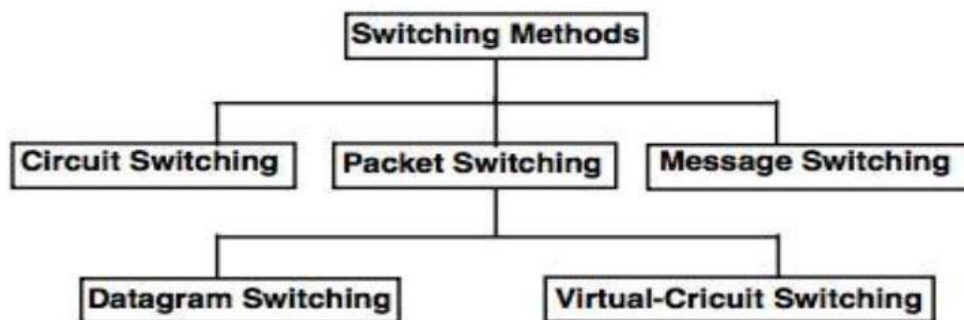 Switching Methods
Circuit Switching
Packet Switching
Message Switching
Datagram Switching
Virtual-Cricuit Switching